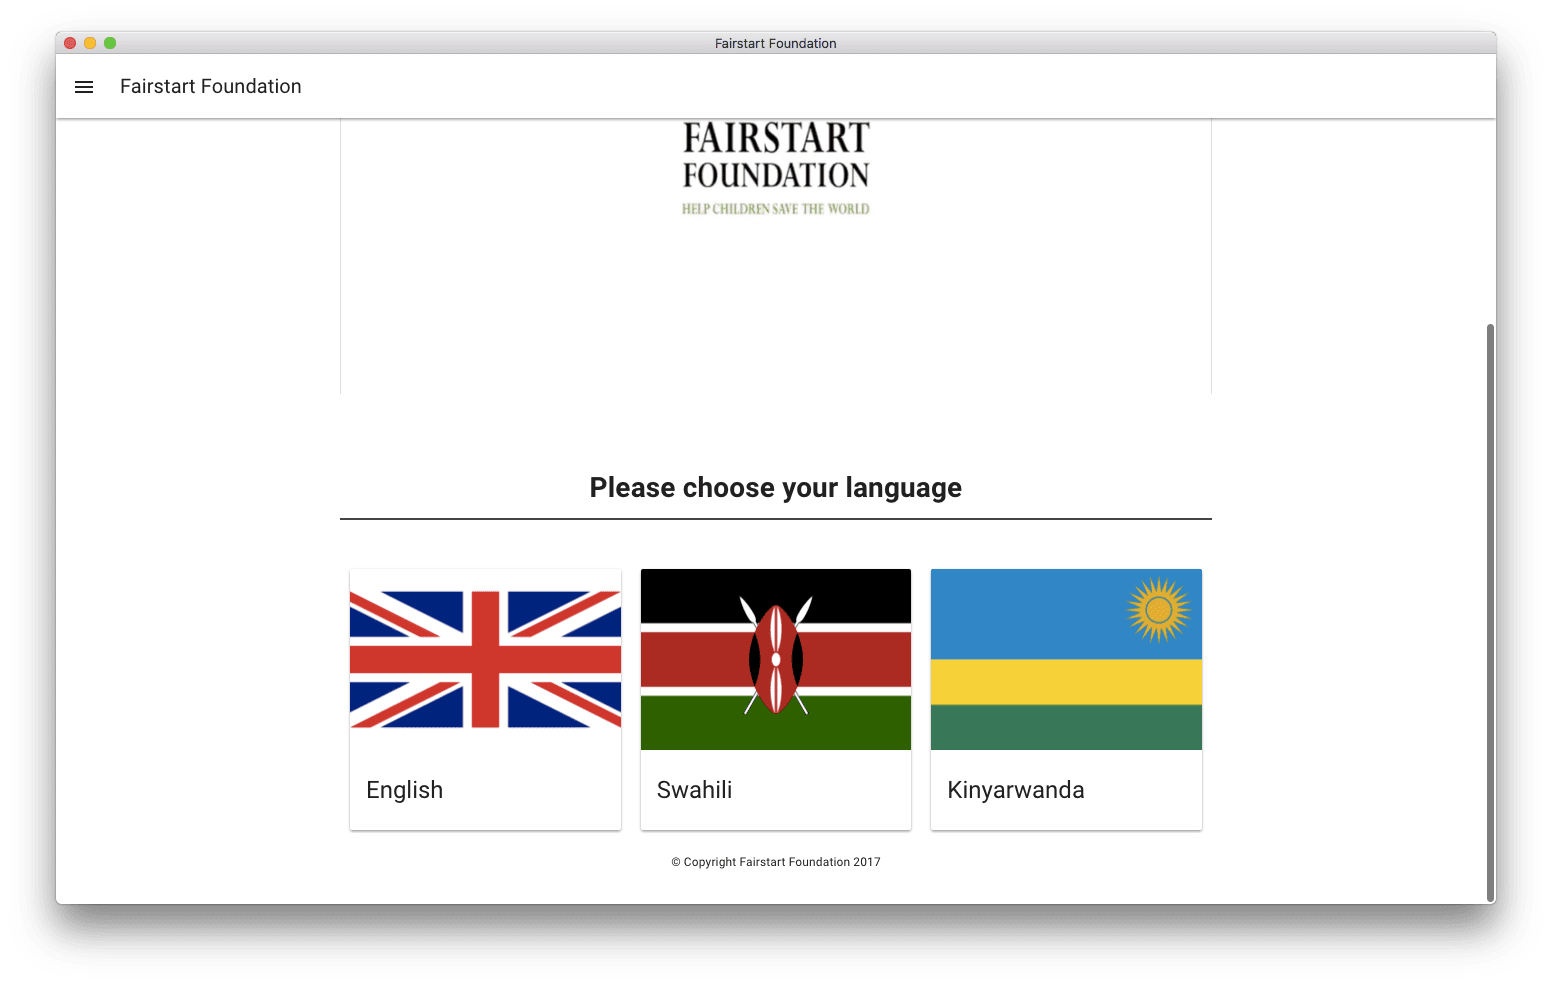 Fairstart Foundation
Fairstart Foundation
FAIRSTART
FOUNDATION
HELP CHILDREN SAVE THE WORLD
Please choose your language
English
Swahili
Kinyarwanda
© Copyright Fairstart Foundation 2017